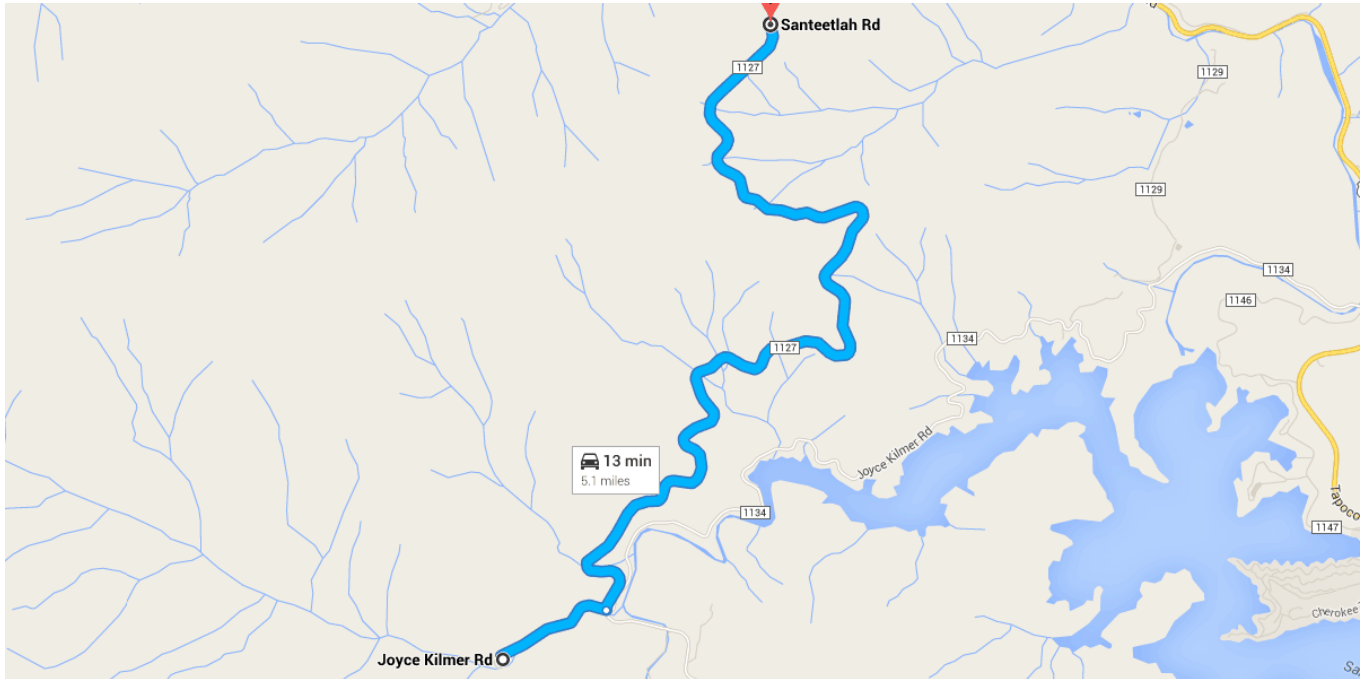 Santeetlah Rd
1127
1129
1129
1134
1146
1134
1127
Joyce Kilmer Rd
13 min
5.1 miles
1134
Tapoco
1147
Cherokee
Joyce Kilmer Rd